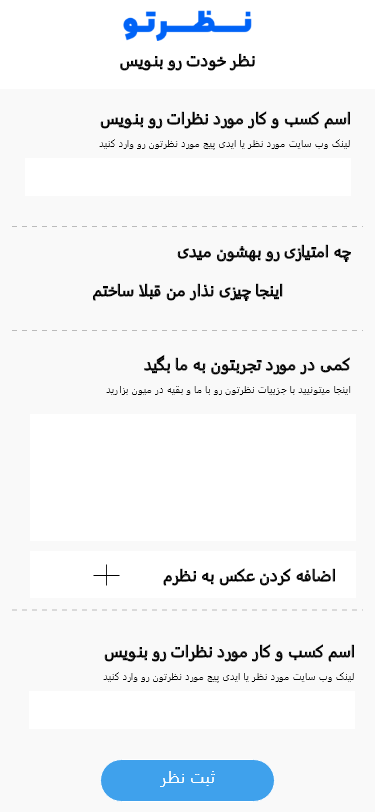 نظرتو
نظر خودت رو بنویس
اسم کسب و کار مورد نظرات رو بنویس
لینک وب سایت مورد نظر یا ایدی پیج مورد نظرتون رو وارد کنید
چه امتیازی رو بهشون میدی
اینجا چیزی نذار من قبلا ساختم
کمی در مورد تجربتون به ما بگید
اینجا میتونیید با جزییات نظرتون رو با ما و بقیه در میون بزارید
اضافه کردن عکس به نظرم
اسم کسب و کار مورد نظرات رو بنویس
لینک وب سایت مورد نظر یا ایدی پیج مورد نظرتون رو وارد کنید
ثبت نظر